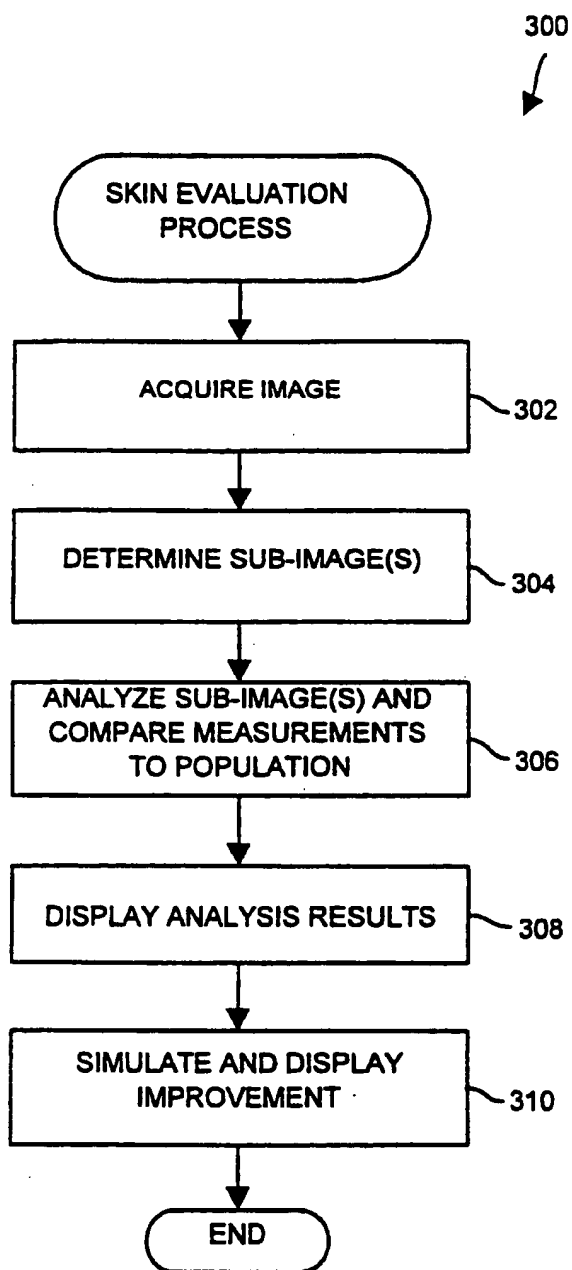 300
SKIN EVALUATION
PROCESS
ACQUIRE IMAGE
302
DETERMINE SUB-IMAGE(S)
304
ANALYZE SUB-IMAGE(S) AND
COMPARE MEASUREMENTS
TO POPULATION
306
DISPLAY ANALYSIS RESULTS
308
SIMULATE AND DISPLAY
IMPROVEMENT
310
END